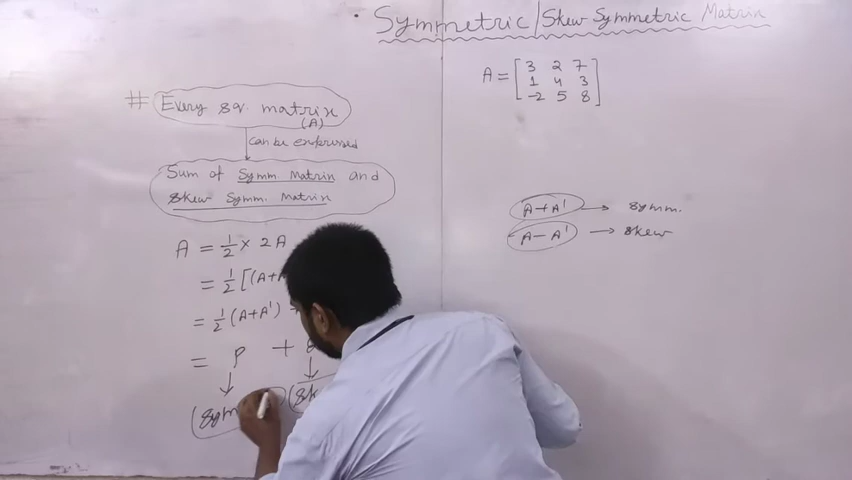 • Symmetric/Skew Symmetric Matrix
# Every sq. matrix
(A)
can be expressed
Sum of Symm. Matrix and
Skew Symm. Matrix
A = 1/2 × 2A
= 1/2 [(A+A
= 1/2 (A+A') +
= P +
A = [3 2 7
1 4 3
-2 5 8]
A+A' → symm.
A-A' → skew